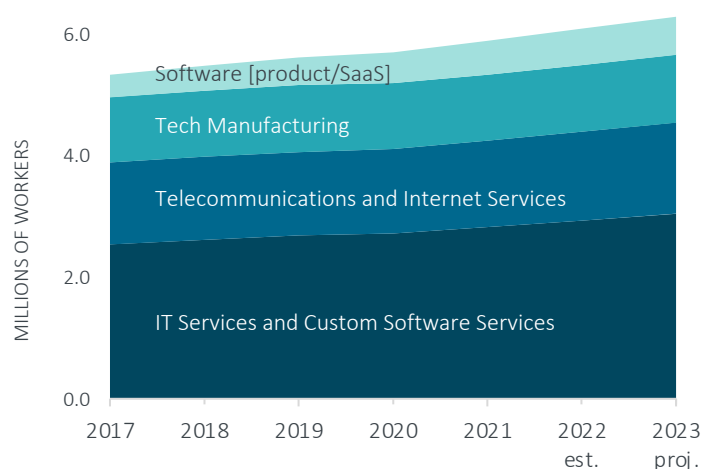 6.0
Software [product/SaaS]
Tech Manufacturing
4.0
Telecommunications and Internet Services
MILLIONS OF WORKERS
2.0
IT Services and Custom Software Services
0.0
2017 2018 2019 2020 2021 2022 2023
est. proj.